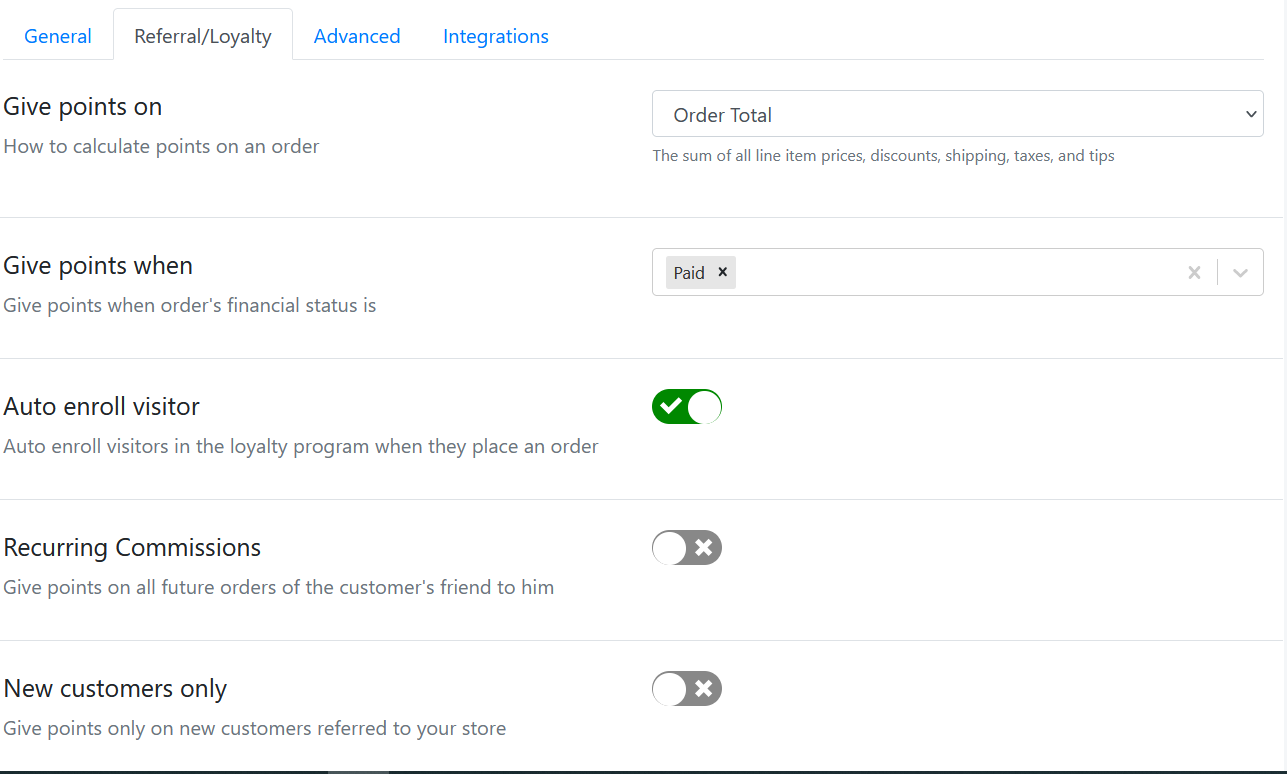 General Referral/Loyalty Advanced Integrations
Give points on
Order Total
How to calculate points on an order
The sum of all line item prices, discounts, shipping, taxes, and tips
Give points when
Paid
Give points when order's financial status is
Auto enroll visitor
Auto enroll visitors in the loyalty program when they place an order
Recurring Commissions
Give points on all future orders of the customer's friend to him
New customers only
Give points only on new customers referred to your store